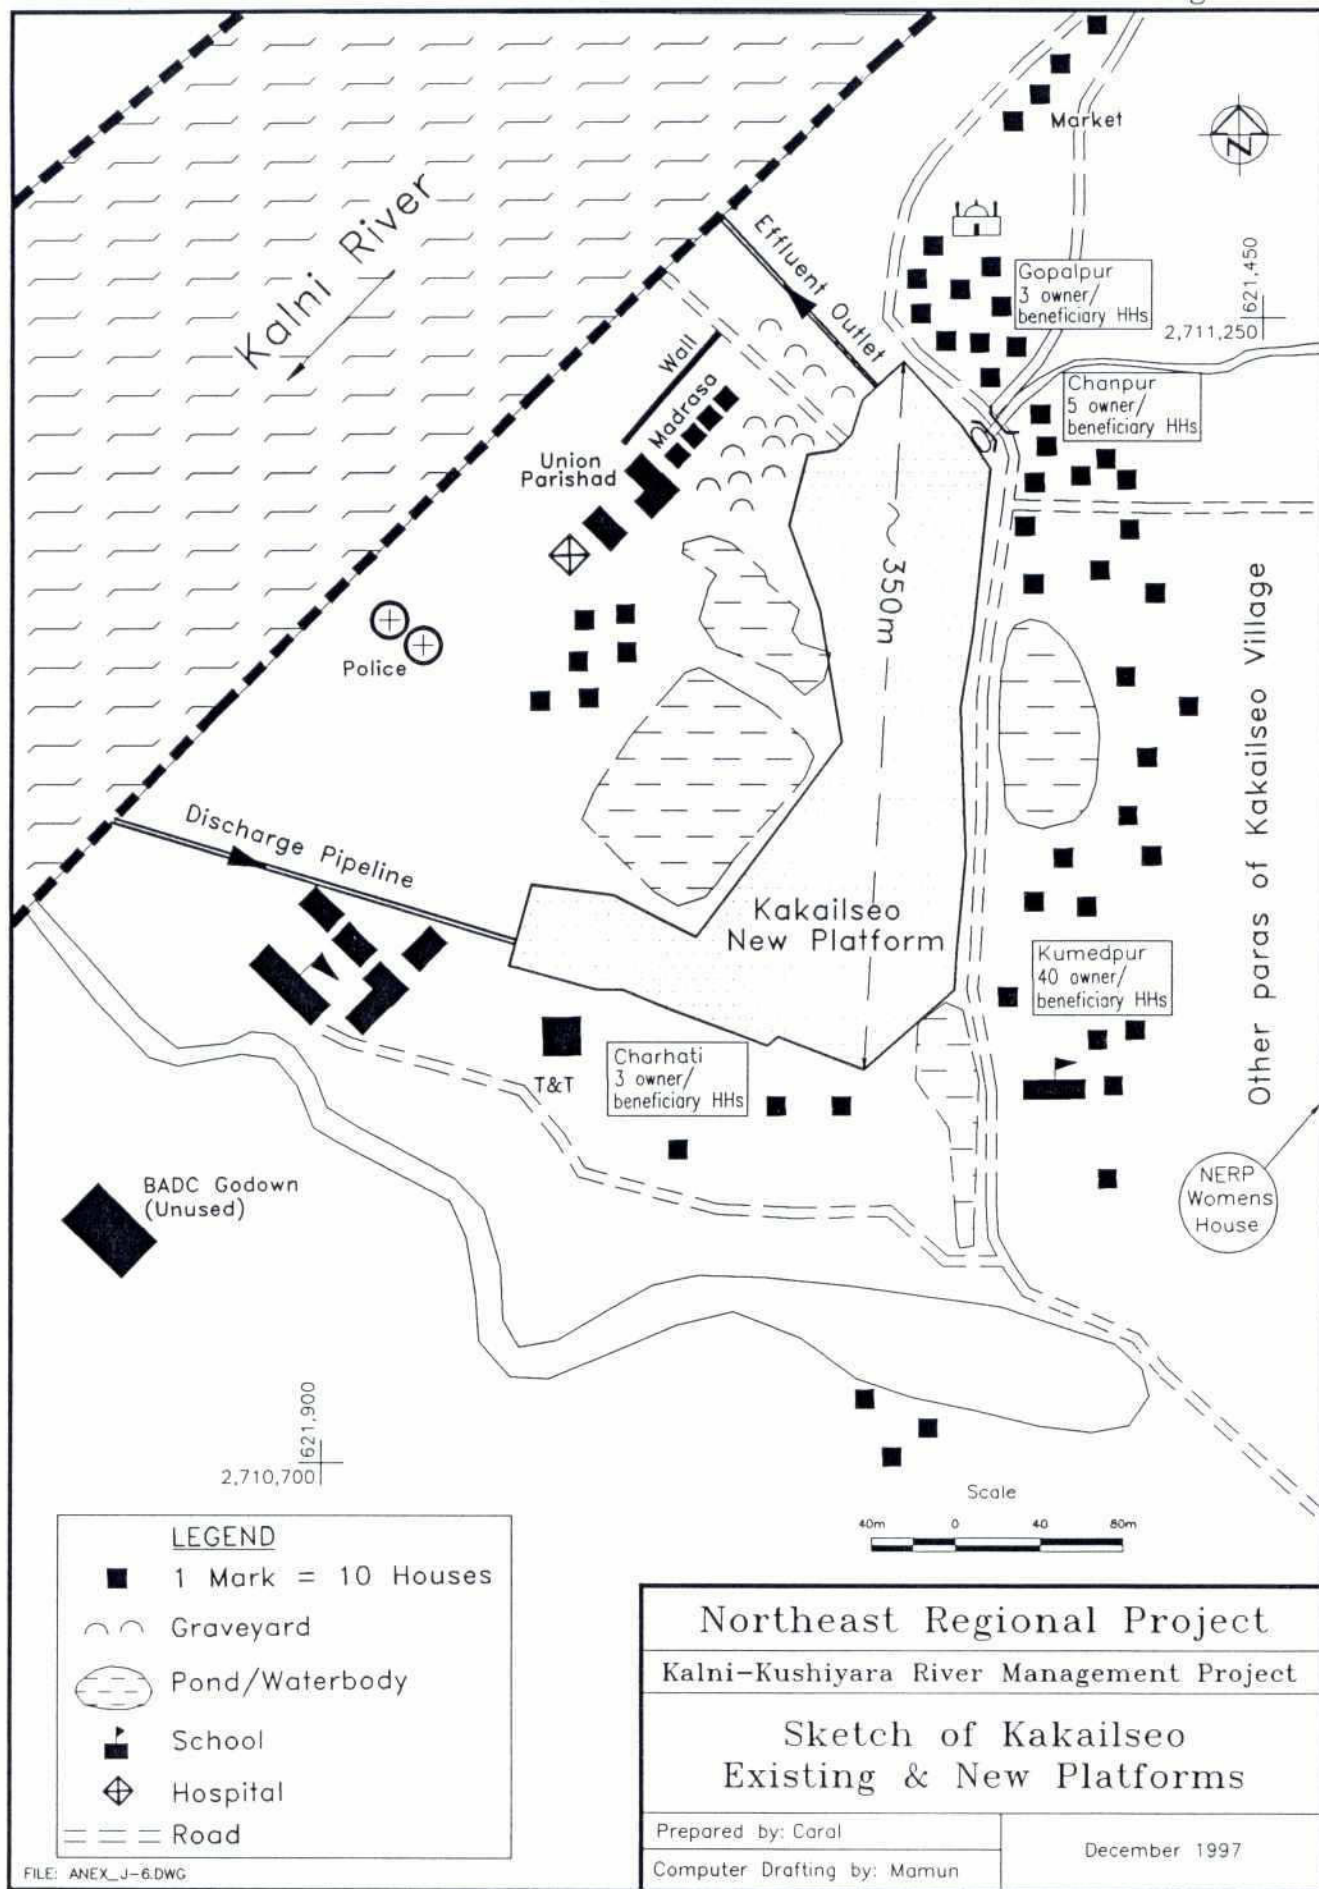 Market
N
Kalni River
Effluent Outlet
621,450
2,711,250
Gopalpur
3 owner/
beneficiary HHs
Wall
Madrasa
Chanpur
5 owner/
beneficiary HHs
Union
Parishad
~ 350m
Police
Other paras of Kakailseo Village
Discharge Pipeline
Kakailseo
New Platform
Kumedpur
40 owner/
beneficiary HHs
T&T
Charhati
3 owner/
beneficiary HHs
BADC Godown
(Unused)
NERP
Womens
House
621,900
2,710,700
Scale
40m 0 40 80m
LEGEND
1 Mark = 10 Houses
Graveyard
Pond/Waterbody
School
Hospital
Road
FILE: ANEX_J-6.DWG
Northeast Regional Project
Kalni-Kushiyara River Management Project
Sketch of Kakailseo
Existing & New Platforms
Prepared by: Caral
Computer Drafting by: Mamun
December 1997